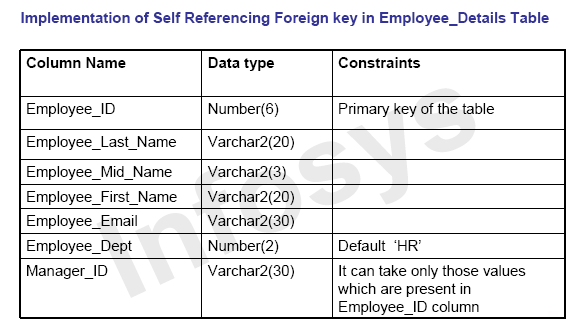 Implementation of Self Referencing Foreign key in Employee_Details Table
Column Name Data type Constraints
Employee_ID Number(6) Primary key of the table
Employee_Last_Name Varchar2(20)
Employee_Mid_Name Varchar2(3)
Employee_First_Name Varchar2(20)
Employee_Email Varchar2(30)
Employee_Dept Number(2) Default ‘HR’
Manager_ID Varchar2(30) It can take only those values
which are present in
Employee_ID column
Infosys